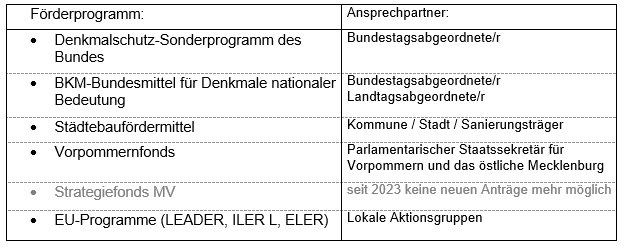 Förderprogramm: Ansprechpartner:
• Denkmalschutz-Sonderprogramm des Bundestagsabgeordnete/r
Bundes
• BKM-Bundesmittel für Denkmale nationaler Bundestagsabgeordnete/r
Bedeutung Landtagsabgeordnete/r
• Städtebaufördermittel Kommune / Stadt / Sanierungsträger
• Vorpommernfonds Parlamentarischer Staatssekretär für
Vorpommern und das östliche Mecklenburg
• Strategiefonds MV seit 2023 keine neuen Anträge mehr möglich
• EU-Programme (LEADER, ILER L, ELER) Lokale Aktionsgruppen